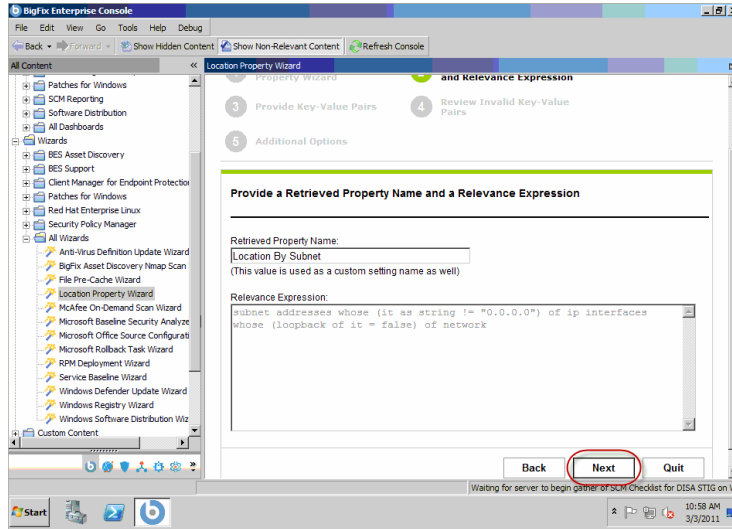 BigFix Enterprise Console
File Edit View Go Tools Help Debug
Back Forward Show Hidden Content Show Non-Relevant Content Refresh Console
All Content
Location Property Wizard
Patches for Windows
SCM Reporting
Software Distribution
All Dashboards
Wizards
BES Asset Discovery
BES Support
Client Manager for Endpoint Protection
Patches for Windows
Red Hat Enterprise Linux
Security Policy Manager
All Wizards
Anti-Virus Definition Update Wizard
BigFix Asset Discovery Nmap Scan
File Pre-Cache Wizard
Location Property Wizard
McAfee On-Demand Scan Wizard
Microsoft Baseline Security Analyze
Microsoft Office Source Configurati
Microsoft Rollback Task Wizard
RPM Deployment Wizard
Service Baseline Wizard
Windows Defender Update Wizard
Windows Registry Wizard
Windows Software Distribution Wiz
Custom Content
Property Wizard
and Relevance Expression
3 Provide Key-Value Pairs
4 Review Invalid Key-Value
Pairs
5 Additional Options
Provide a Retrieved Property Name and a Relevance Expression
Retrieved Property Name:
Location By Subnet
(This value is used as a custom setting name as well)
Relevance Expression:
subnet addresses whose (it as string != "0.0.0.0") of ip interfaces
whose (loopback of it = false) of network
Back Next Quit
Waiting for server to begin gather of SCM Checklist for DISA STIG on
Start
10:58 AM
3/3/2011